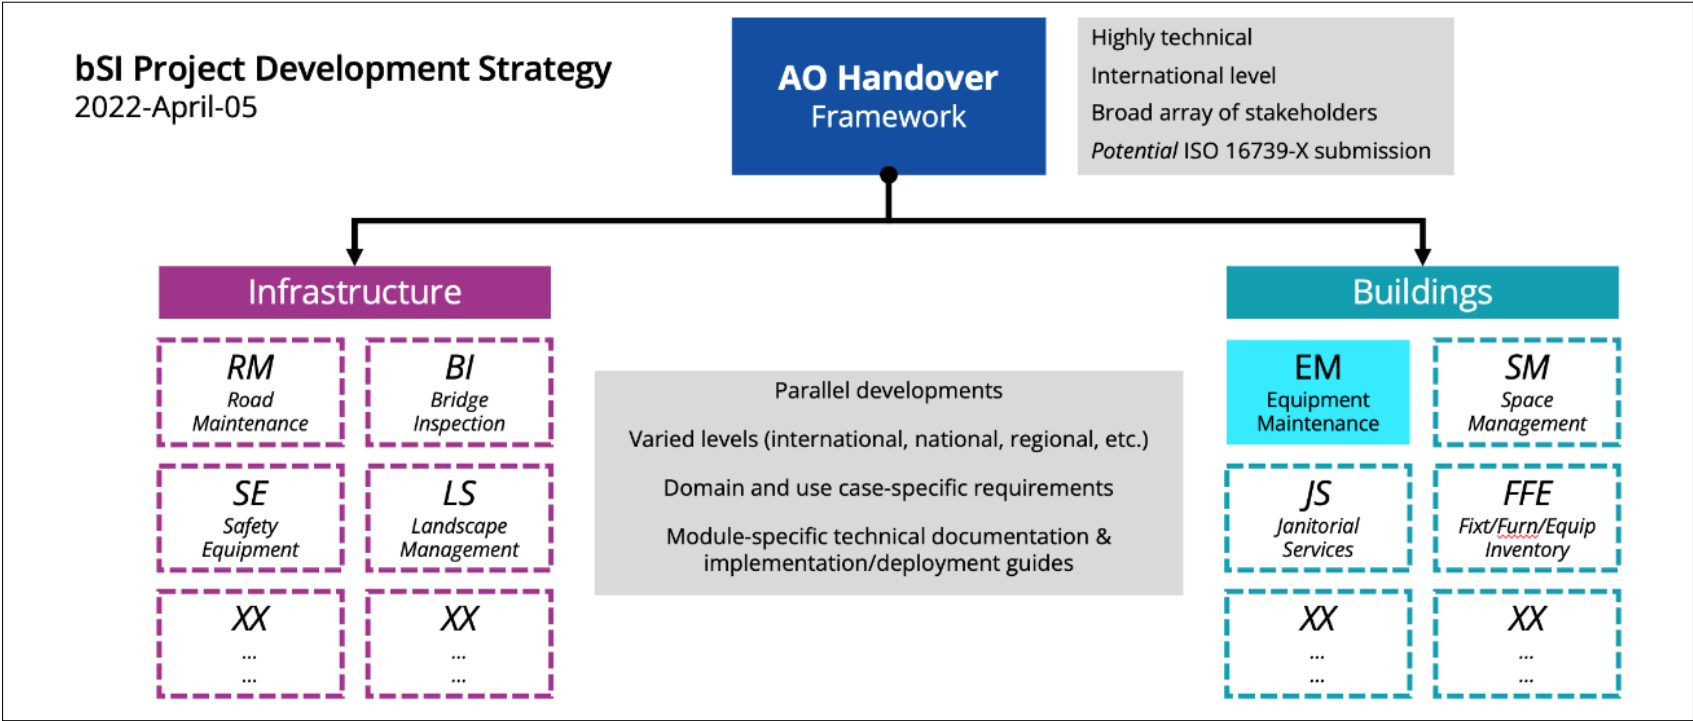 bSI Project Development Strategy
2022-April-05
AO Handover
Framework
Highly technical
International level
Broad array of stakeholders
Potential ISO 16739-X submission
Infrastructure
RM
Road
Maintenance
BI
Bridge
Inspection
SE
Safety
Equipment
LS
Landscape
Management
XX
...
...
XX
...
...
Parallel developments
Varied levels (international, national, regional, etc.)
Domain and use case-specific requirements
Module-specific technical documentation &
implementation/deployment guides
Buildings
EM
Equipment
Maintenance
SM
Space
Management
JS
Janitorial
Services
FFE
Fixt/Furn/Equip
Inventory
XX
...
...
XX
...
...